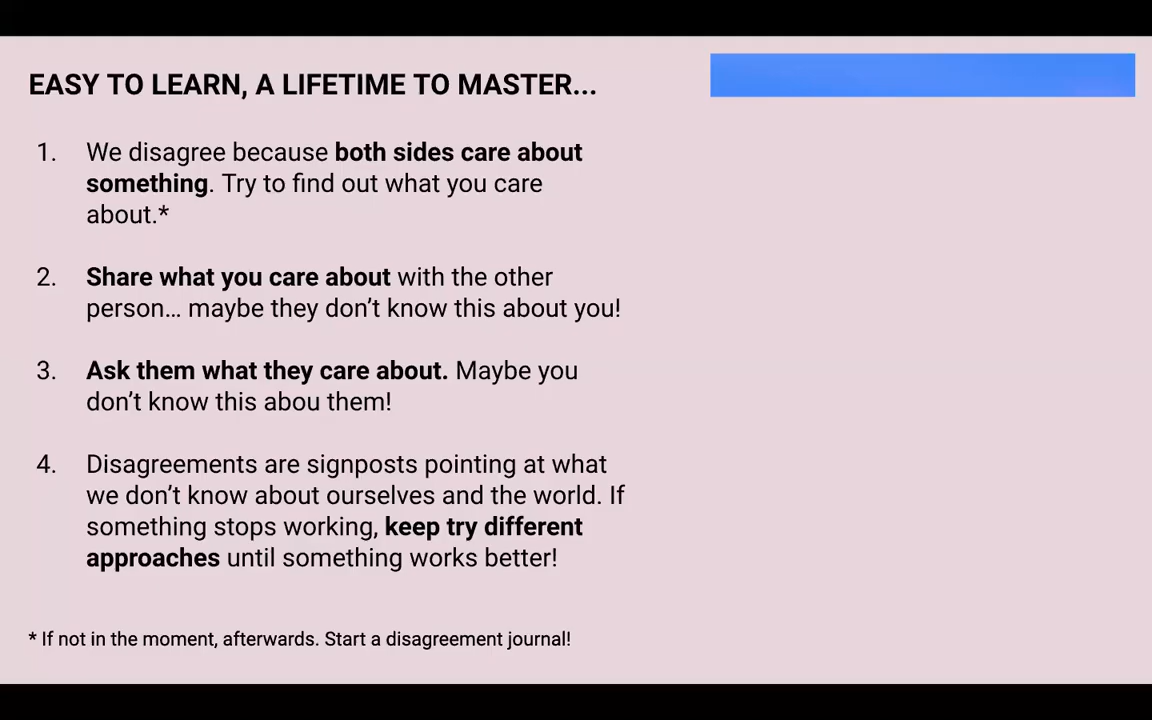 EASY TO LEARN, A LIFETIME TO MASTER...
1. We disagree because both sides care about
something. Try to find out what you care
about.*
2. Share what you care about with the other
person... maybe they don’t know this about you!
3. Ask them what they care about. Maybe you
don’t know this abou them!
4. Disagreements are signposts pointing at what
we don’t know about ourselves and the world. If
something stops working, keep try different
approaches until something works better!
* If not in the moment, afterwards. Start a disagreement journal!